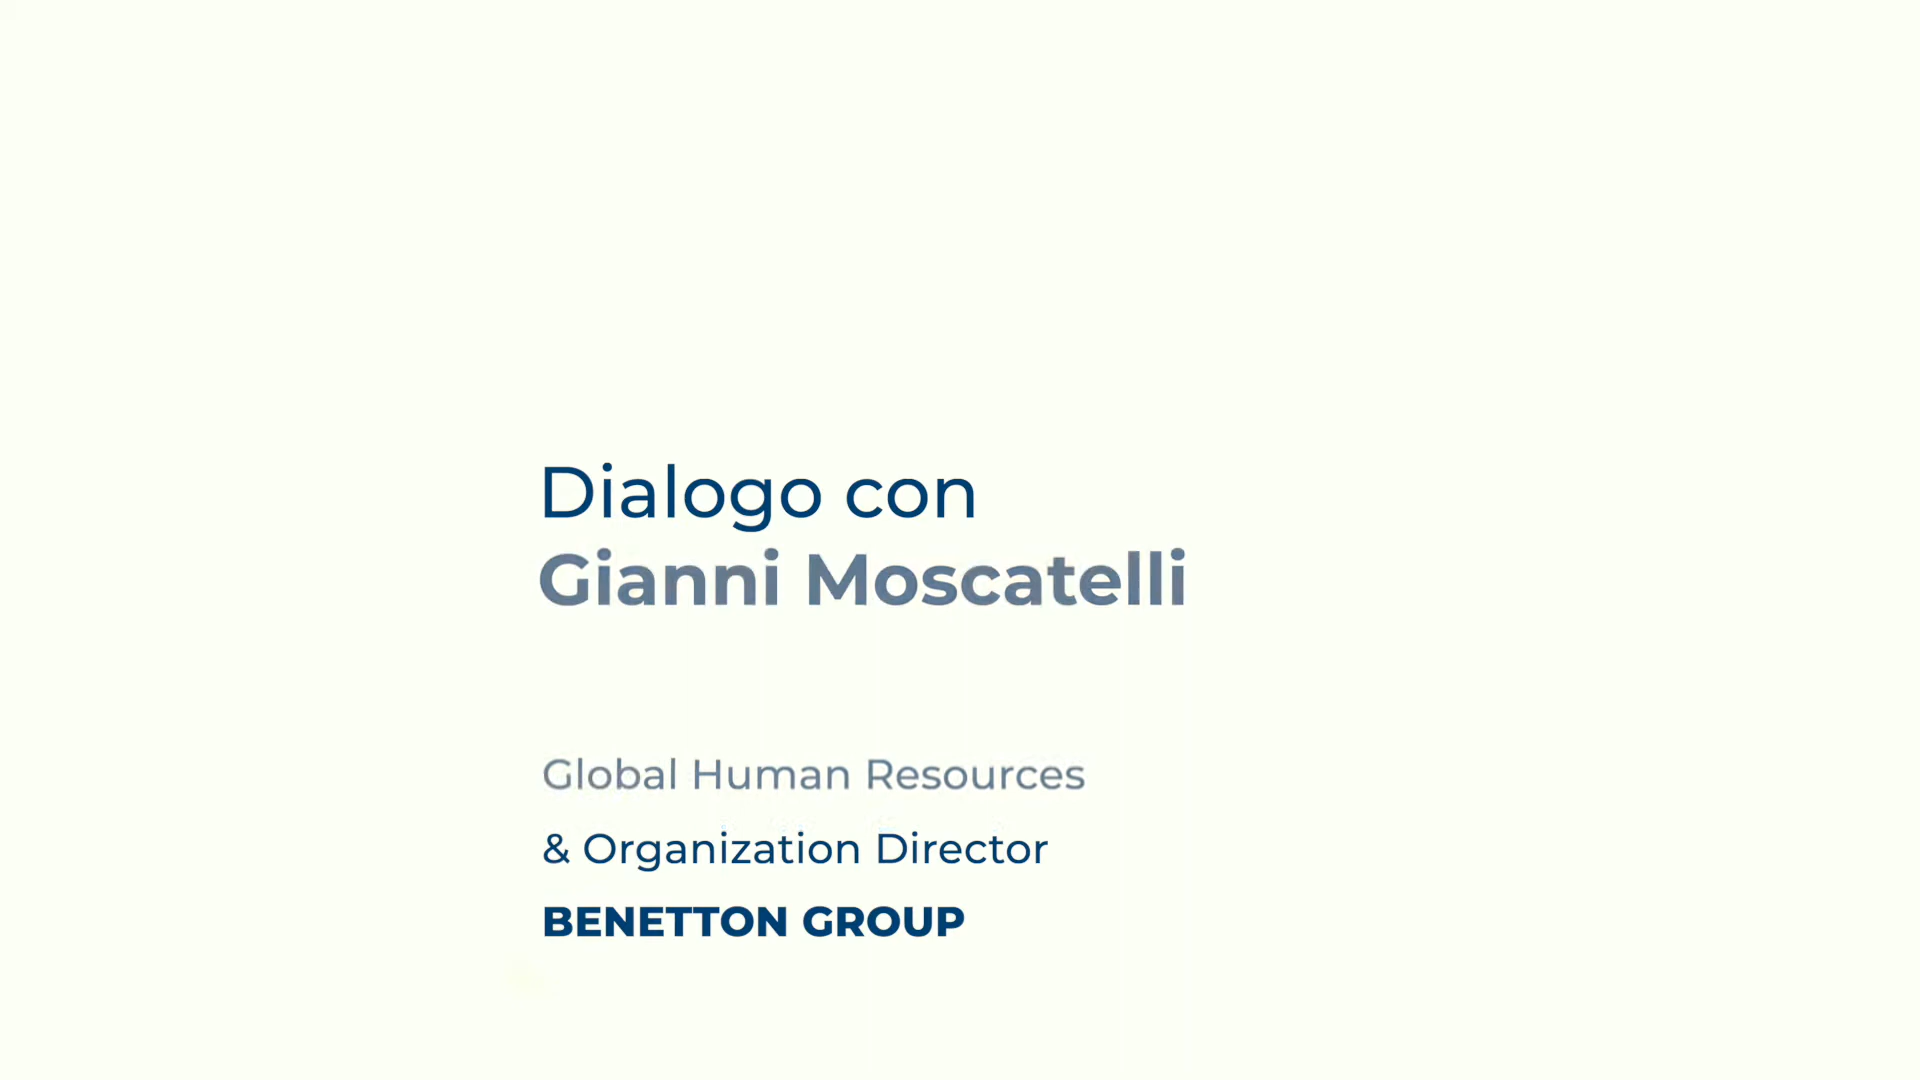 Dialogo con
Gianni Moscatelli
Global Human Resources
& Organization Director
BENETTON GROUP